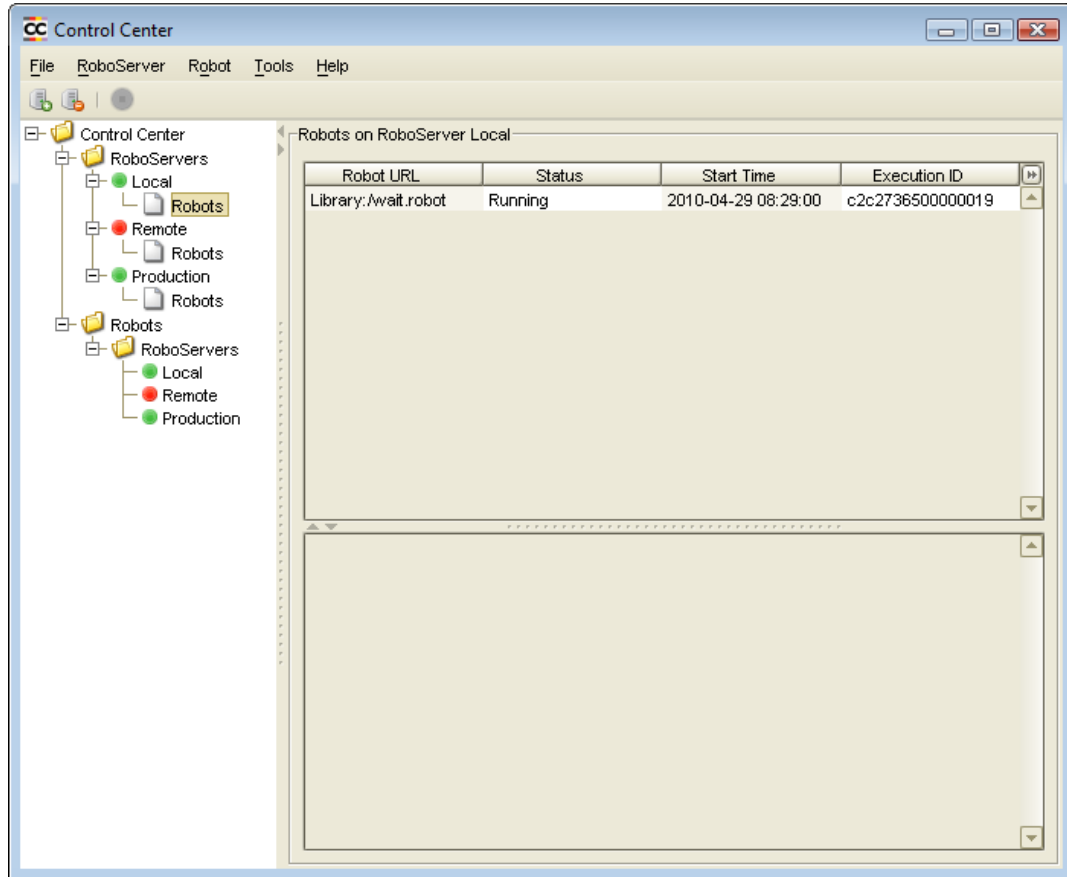 CC Control Center
File RoboServer Robot Tools Help
Control Center
RoboServers
Local
Robots
Remote
Robots
Production
Robots
Robots
RoboServers
Local
Remote
Production
Robots on RoboServer Local
Robot URL Status Start Time Execution ID
Library:/wait.robot Running 2010-04-29 08:29:00 c2c2736500000019